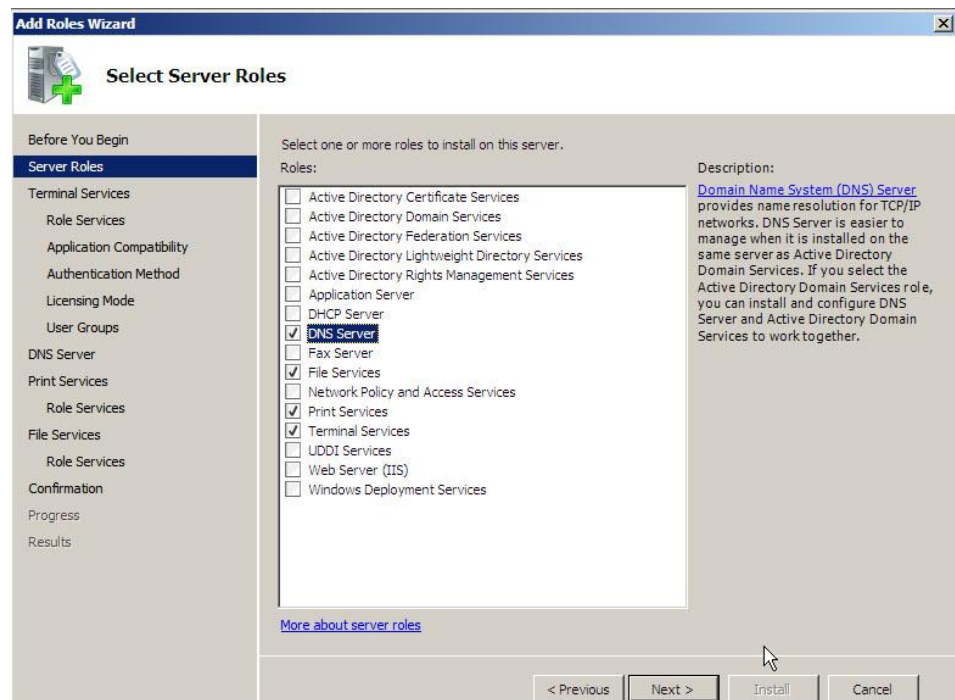 Add Roles Wizard
Select Server Roles
Before You Begin
Server Roles
Terminal Services
Role Services
Application Compatibility
Authentication Method
Licensing Mode
User Groups
DNS Server
Print Services
Role Services
File Services
Role Services
Confirmation
Progress
Results
Select one or more roles to install on this server.
Roles:
Active Directory Certificate Services
Active Directory Domain Services
Active Directory Federation Services
Active Directory Lightweight Directory Services
Active Directory Rights Management Services
Application Server
DHCP Server
DNS Server
Fax Server
File Services
Network Policy and Access Services
Print Services
Terminal Services
UDDI Services
Web Server (IIS)
Windows Deployment Services
More about server roles
Description:
Domain Name System (DNS) Server
provides name resolution for TCP/IP
networks. DNS Server is easier to
manage when it is installed on the
same server as Active Directory
Domain Services. If you select the
Active Directory Domain Services role,
you can install and configure DNS
Server and Active Directory Domain
Services to work together.
< Previous
Next >
Install
Cancel